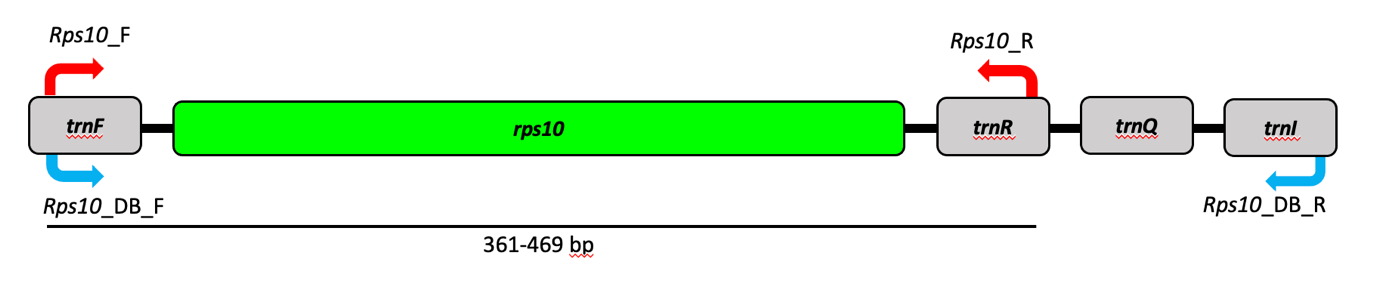 Rps10_F
Rps10_R
trnF
rps10
trnR
trnQ
trnI
Rps10_DB_F
Rps10_DB_R
361-469 bp